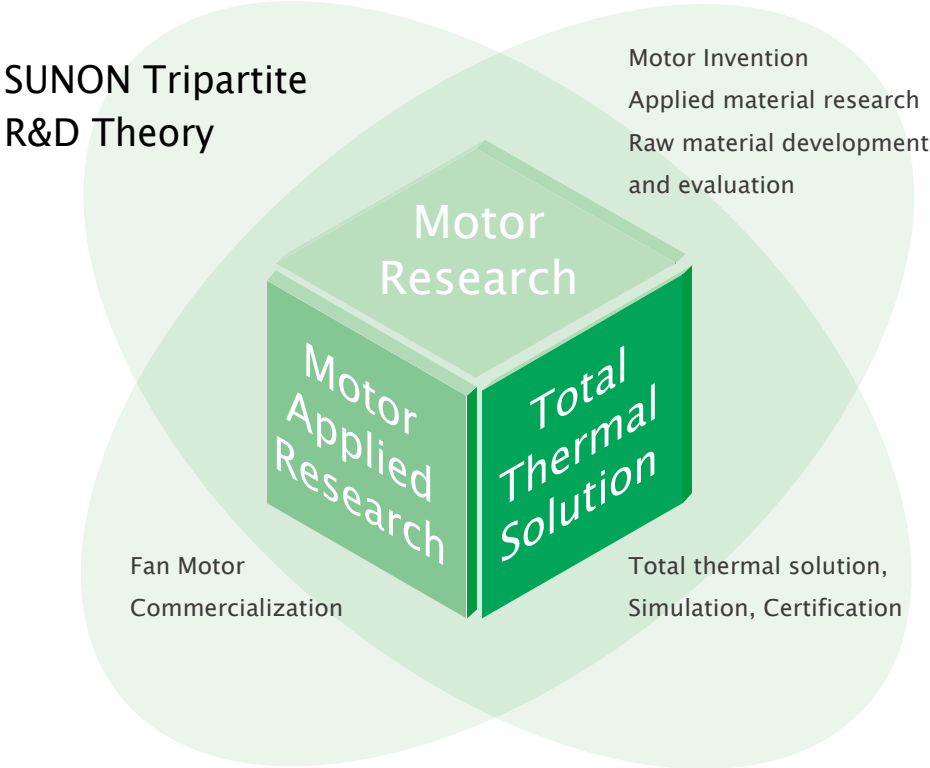 SUNON Tripartite
R&D Theory
Motor Invention
Applied material research
Raw material development
and evaluation
Motor
Research
Motor
Applied
Research
Total
Thermal
Solution
Fan Motor
Commercialization
Total thermal solution,
Simulation, Certification